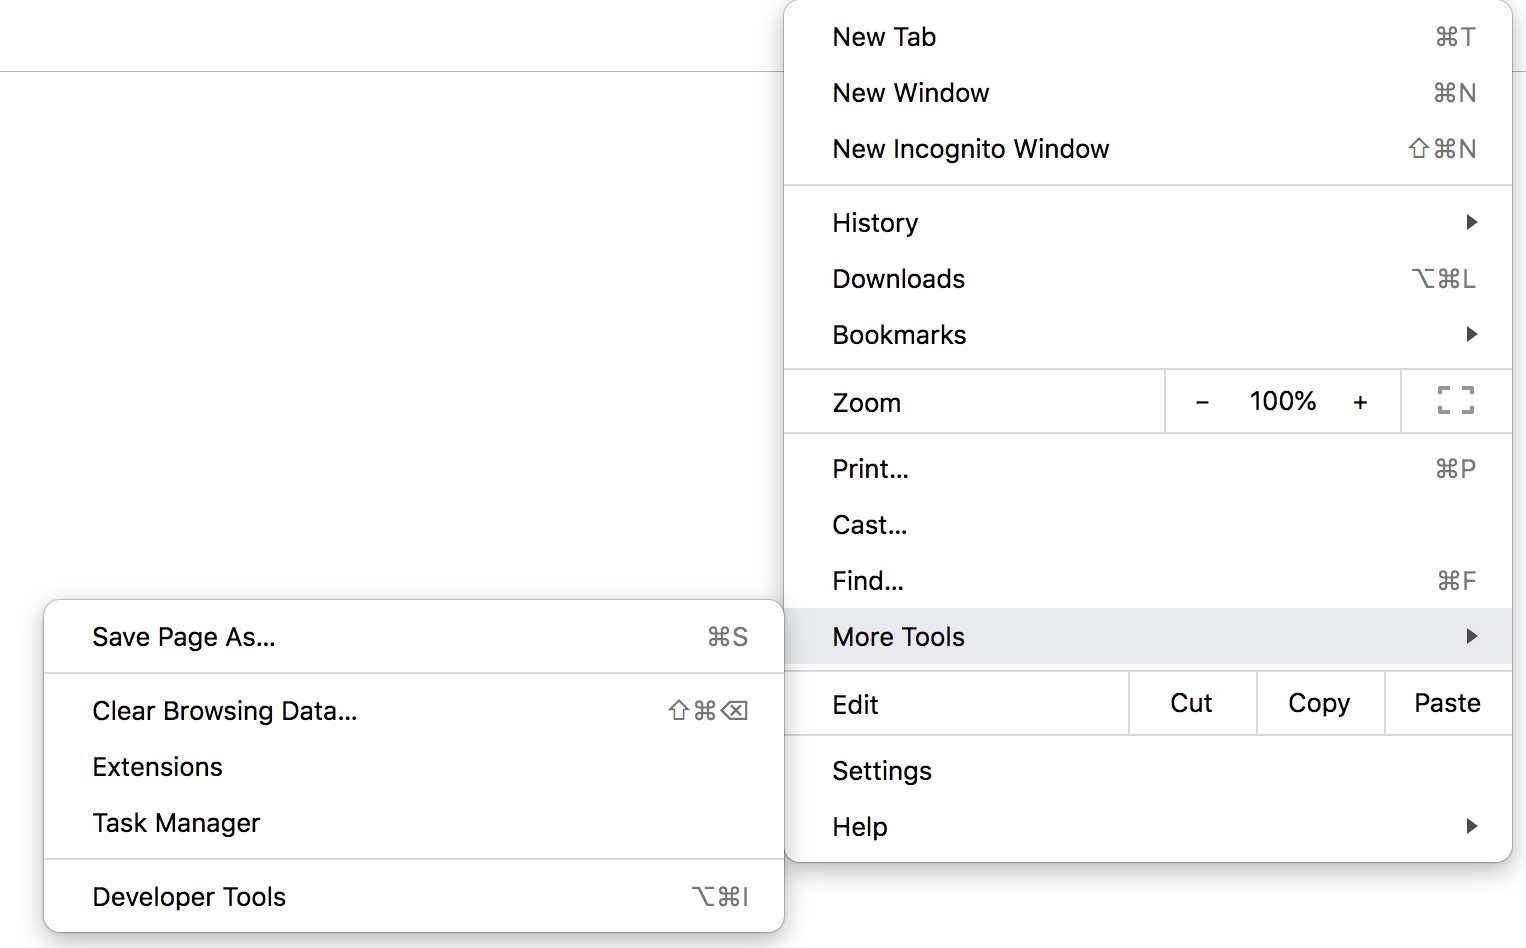 New Tab ⌘T
New Window ⌘N
New Incognito Window ⇧⌘N
History
Downloads ⌥⌘L
Bookmarks
Zoom − 100% +
Print... ⌘P
Cast...
Find... ⌘F
More Tools
Edit Cut Copy Paste
Settings
Help
Save Page As... ⌘S
Clear Browsing Data... ⇧⌘⌫
Extensions
Task Manager
Developer Tools ⌥⌘I